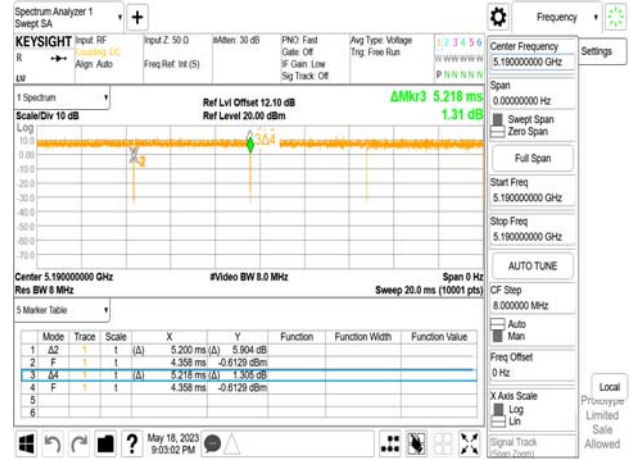 Spectrum Analyzer 1
Swept SA
+
Frequency
KEYSIGHT Input: RF Input Z: 50 Ω #Atten: 30 dB PNO: Fast Avg Type: Voltage 1 2 3 4 5 6
R Coupling: DC Gate: Off Trig: Free Run W W W W W W
Align: Auto Freq Ref: Int (S) IF Gain: Low P N N N N N
LVI Sig Track: Off
1 Spectrum Ref Lvl Offset 12.10 dB ΔMkr3 5.218 ms
Scale/Div 10 dB Ref Level 20.00 dBm 1.31 dB
Log
10.0
0.00
-10.0
-20.0
-30.0
-40.0
-50.0
-60.0
-70.0
3Δ4
Center 5.190000000 GHz #Video BW 8.0 MHz Span 0 Hz
Res BW 8 MHz Sweep 20.0 ms (10001 pts)
5 Marker Table
Mode Trace Scale X Y Function Function Width Function Value
1 Δ2 1 t (Δ) 5.200 ms (Δ) 5.904 dB
2 F 1 t 4.358 ms -0.6129 dBm
3 Δ4 1 t (Δ) 5.218 ms (Δ) 1.305 dB
4 F 1 t 4.358 ms -0.6129 dBm
5
6
?
May 18, 2023
9:03:02 PM
Center Frequency
5.190000000 GHz
Span
0.00000000 Hz
Swept Span
Zero Span
Full Span
Start Freq
5.190000000 GHz
Stop Freq
5.190000000 GHz
AUTO TUNE
CF Step
8.000000 MHz
Auto
Man
Freq Offset
0 Hz
X Axis Scale
Log
Lin
Signal Track
(Span Zoom)
Settings
Local
Prototype
Limited
Sale
Allowed